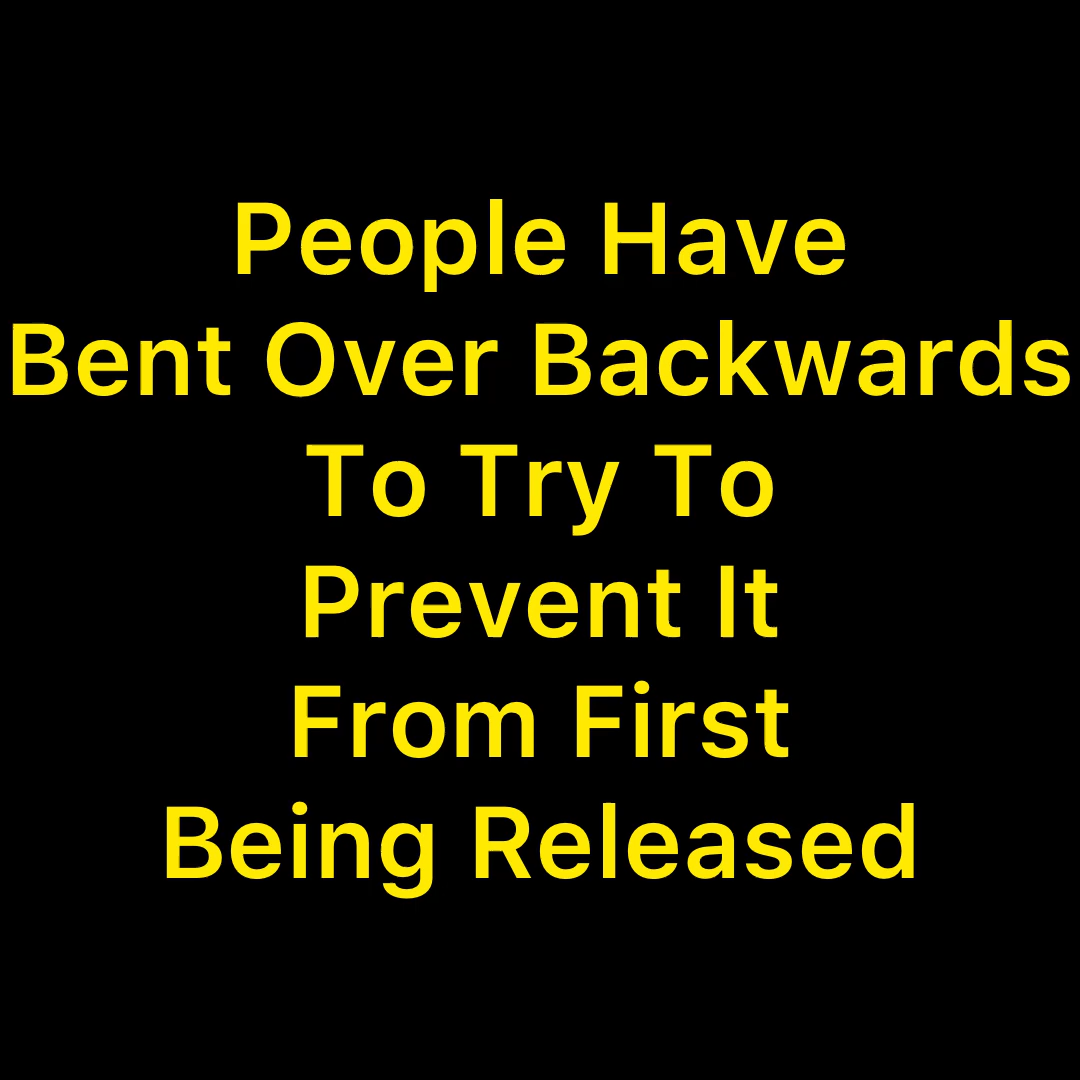 People Have
Bent Over Backwards
To Try To
Prevent It
From First
Being Released